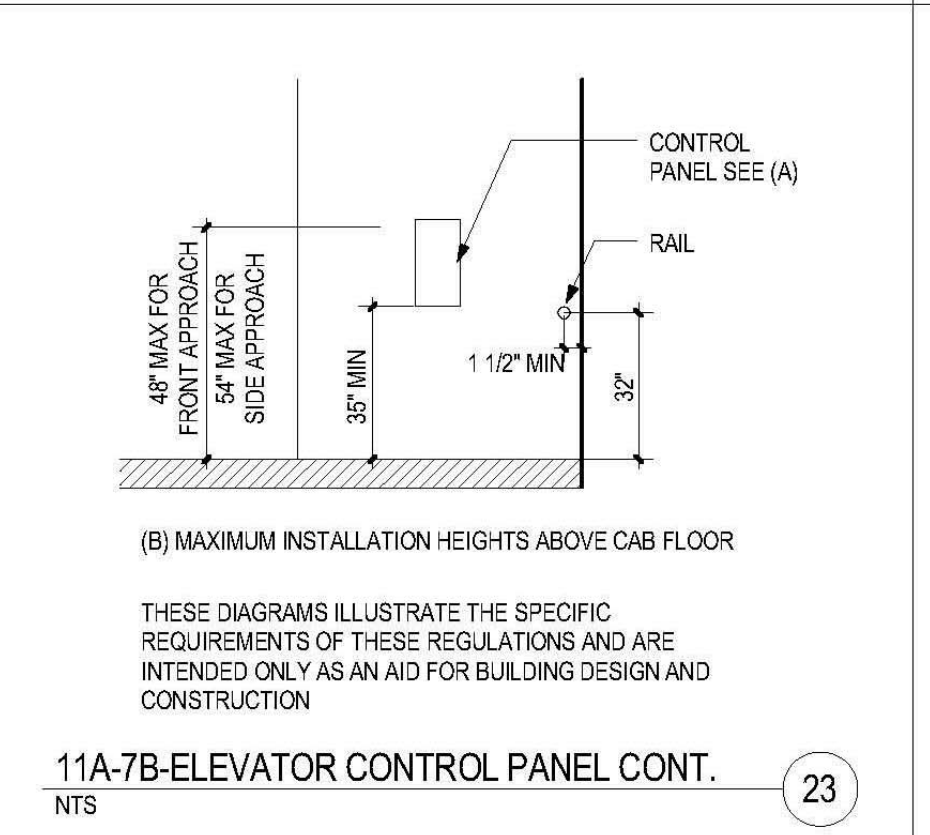 CONTROL
PANEL SEE (A)
RAIL
48" MAX FOR
FRONT APPROACH
54" MAX FOR
SIDE APPROACH
35" MIN
1 1/2" MIN
32"
(B) MAXIMUM INSTALLATION HEIGHTS ABOVE CAB FLOOR
THESE DIAGRAMS ILLUSTRATE THE SPECIFIC
REQUIREMENTS OF THESE REGULATIONS AND ARE
INTENDED ONLY AS AN AID FOR BUILDING DESIGN AND
CONSTRUCTION
11A-7B-ELEVATOR CONTROL PANEL CONT.
23
NTS